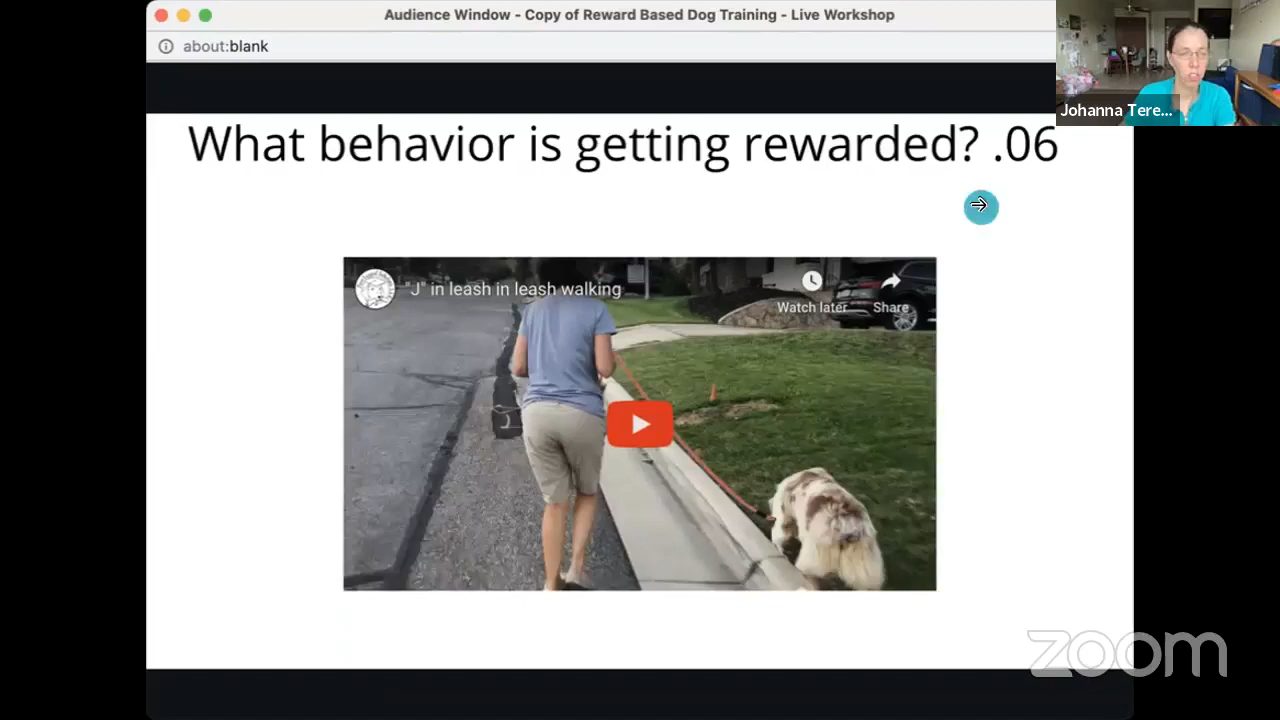 Audience Window - Copy of Reward Based Dog Training - Live Workshop
about:blank
Johanna Tere...
What behavior is getting rewarded? .06
"J" in leash in leash walking
Watch later
Share
zoom